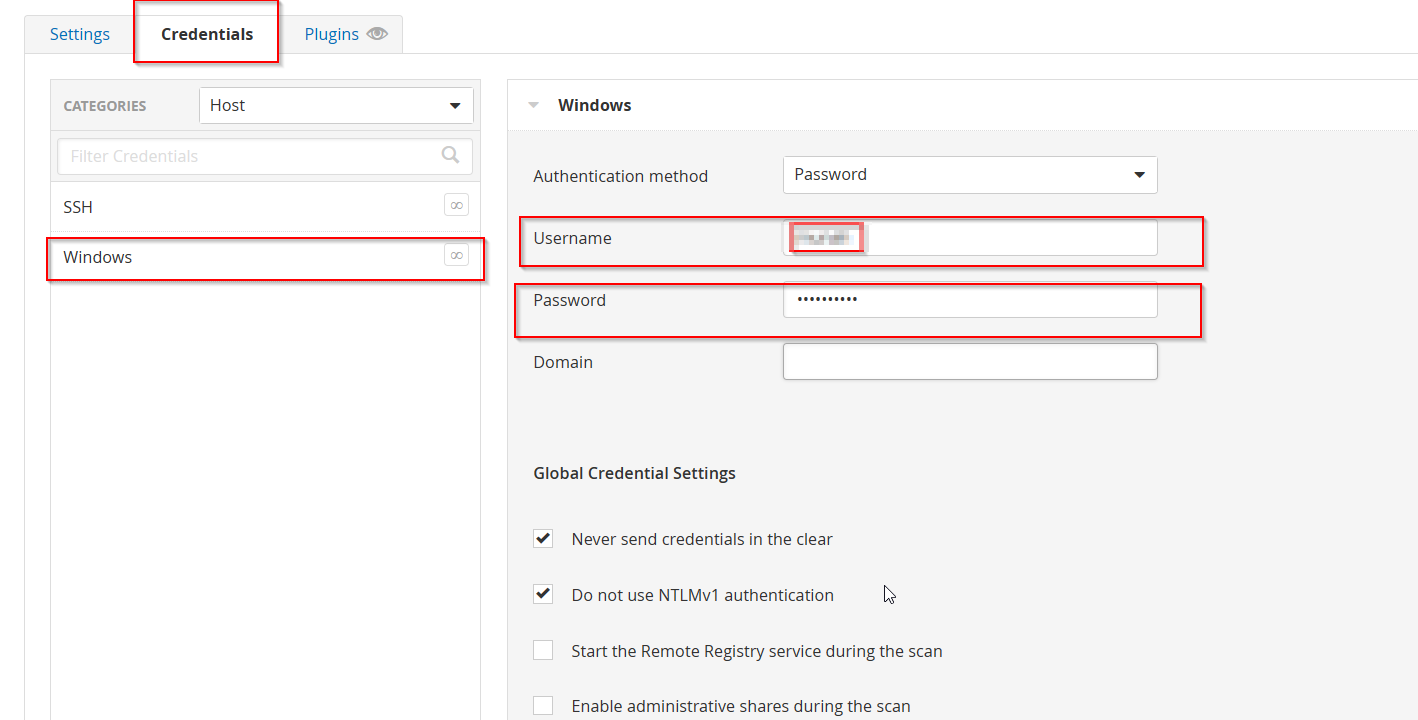 Settings
Credentials
Plugins
CATEGORIES
Host
Filter Credentials
SSH
Windows
Windows
Authentication method
Password
Username
Password
••••••••••
Domain
Global Credential Settings
Never send credentials in the clear
Do not use NTLMv1 authentication
Start the Remote Registry service during the scan
Enable administrative shares during the scan